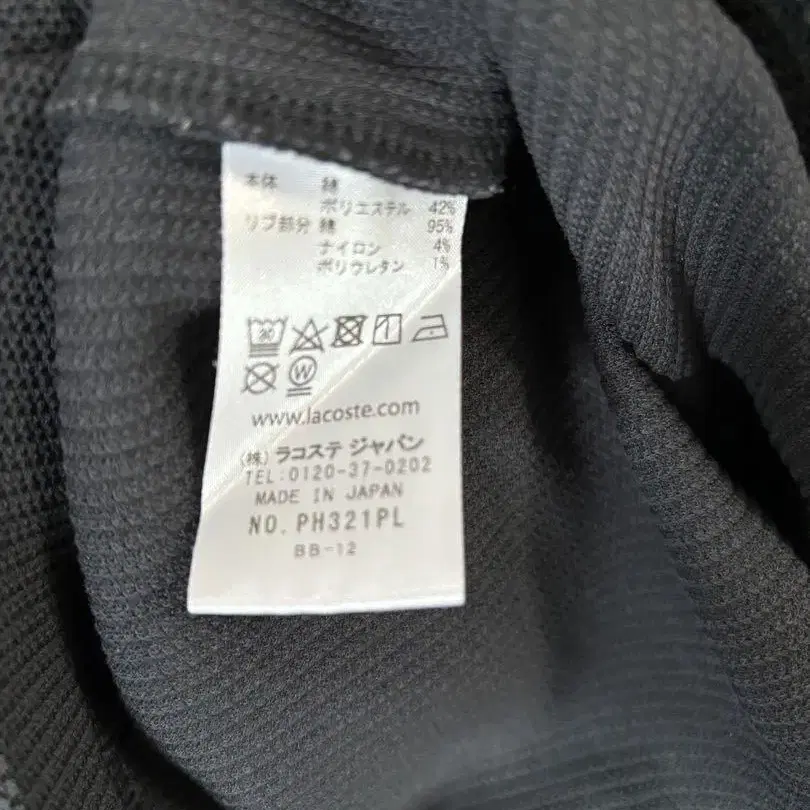 本体 綿
ポリエステル 42%
リブ部分 綿 95%
ナイロン 4%
ポリウレタン 1%
www.lacoste.com
(株) ラコステ ジャパン
TEL:0120-37-0202
MADE IN JAPAN
NO. PH321PL
BB-12